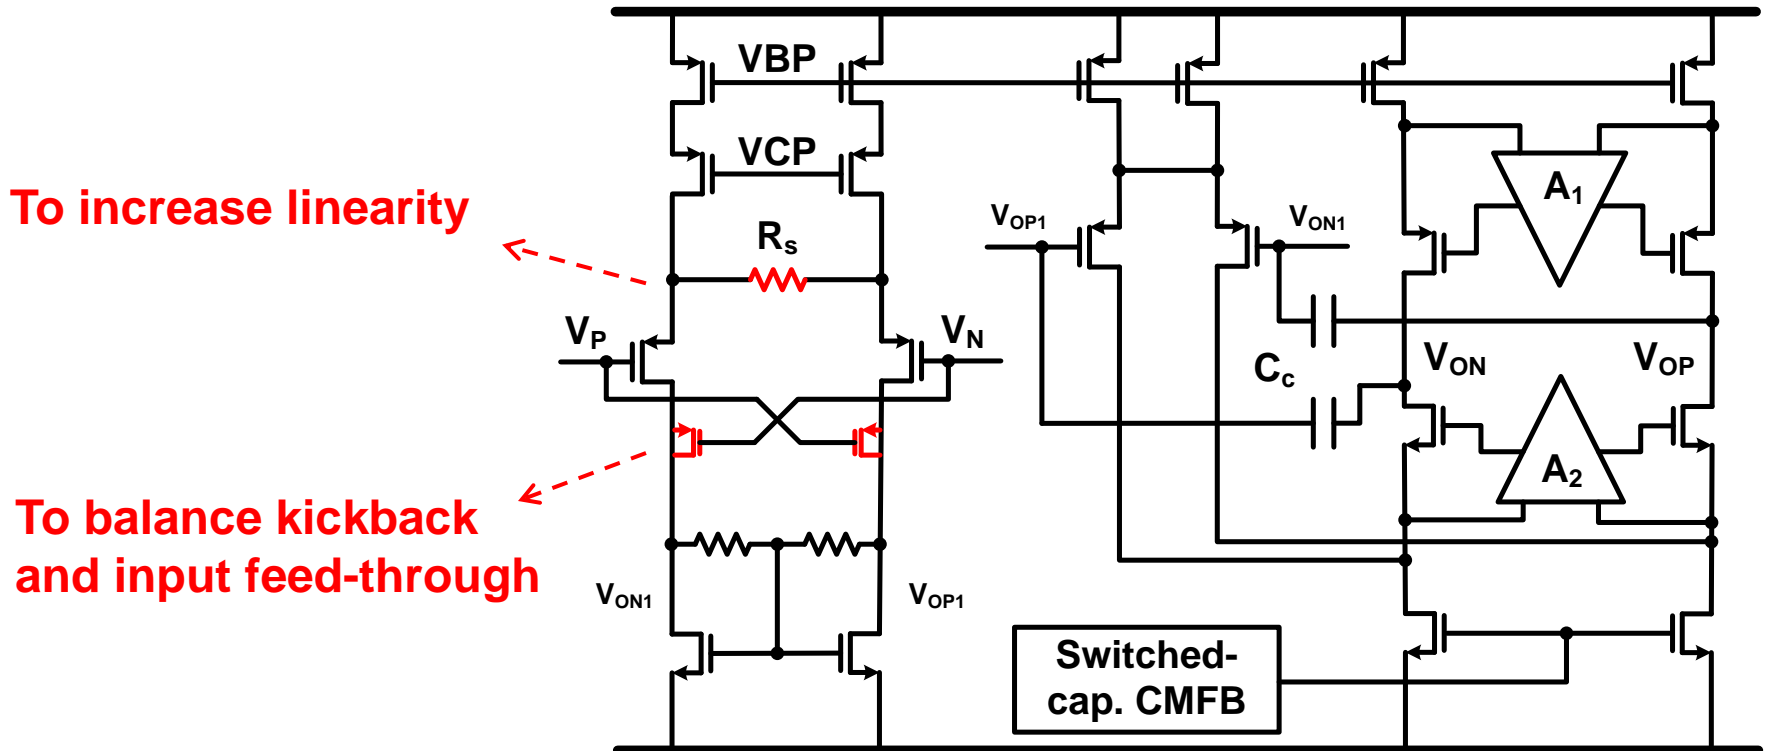 VBP
VCP
To increase linearity
Rs
VOP1
VON1
A1
VP
VN
Cc
VON
VOP
A2
To balance kickback
and input feed-through
VON1
VOP1
Switched-
cap. CMFB